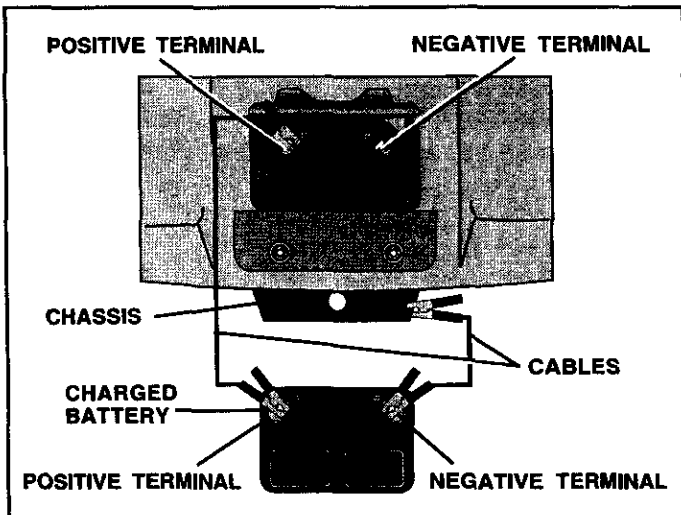 POSITIVE TERMINAL
NEGATIVE TERMINAL
CHASSIS
CABLES
CHARGED
BATTERY
POSITIVE TERMINAL
NEGATIVE TERMINAL